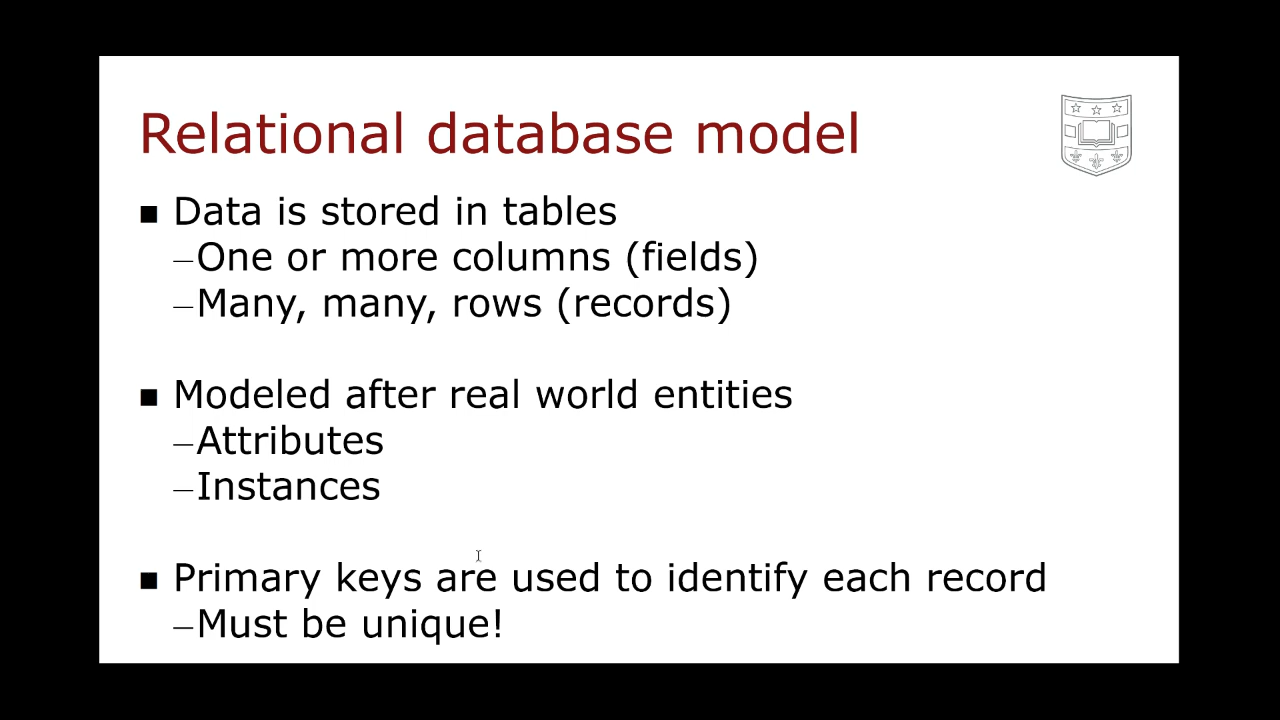 Relational database model
■ Data is stored in tables
–One or more columns (fields)
–Many, many, rows (records)
■ Modeled after real world entities
–Attributes
–Instances
■ Primary keys are used to identify each record
–Must be unique!